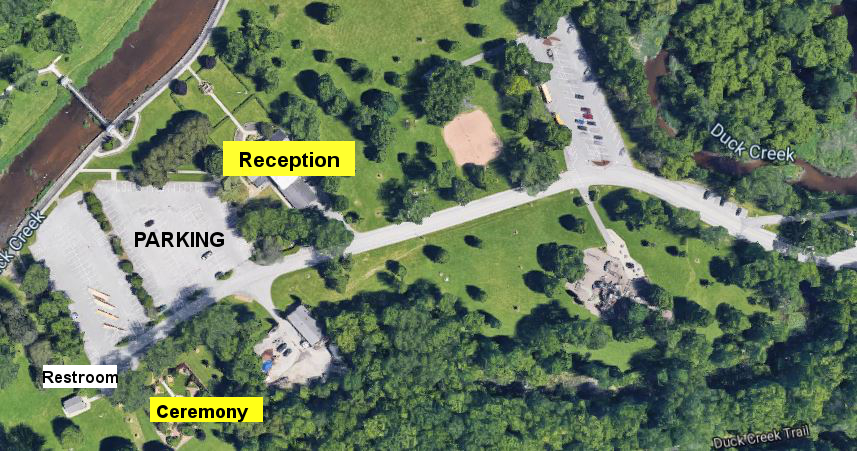 Duck Creek
Reception
ck Creek
PARKING
Restroom
Ceremony
Duck Creek Trail